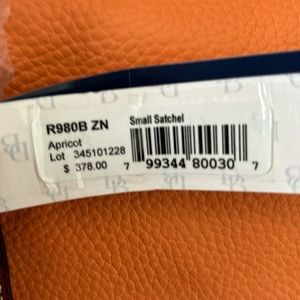 R980B ZN
Small Satchel
Apricot
Lot 345101228
$ 378.00
7 99344 80030 7